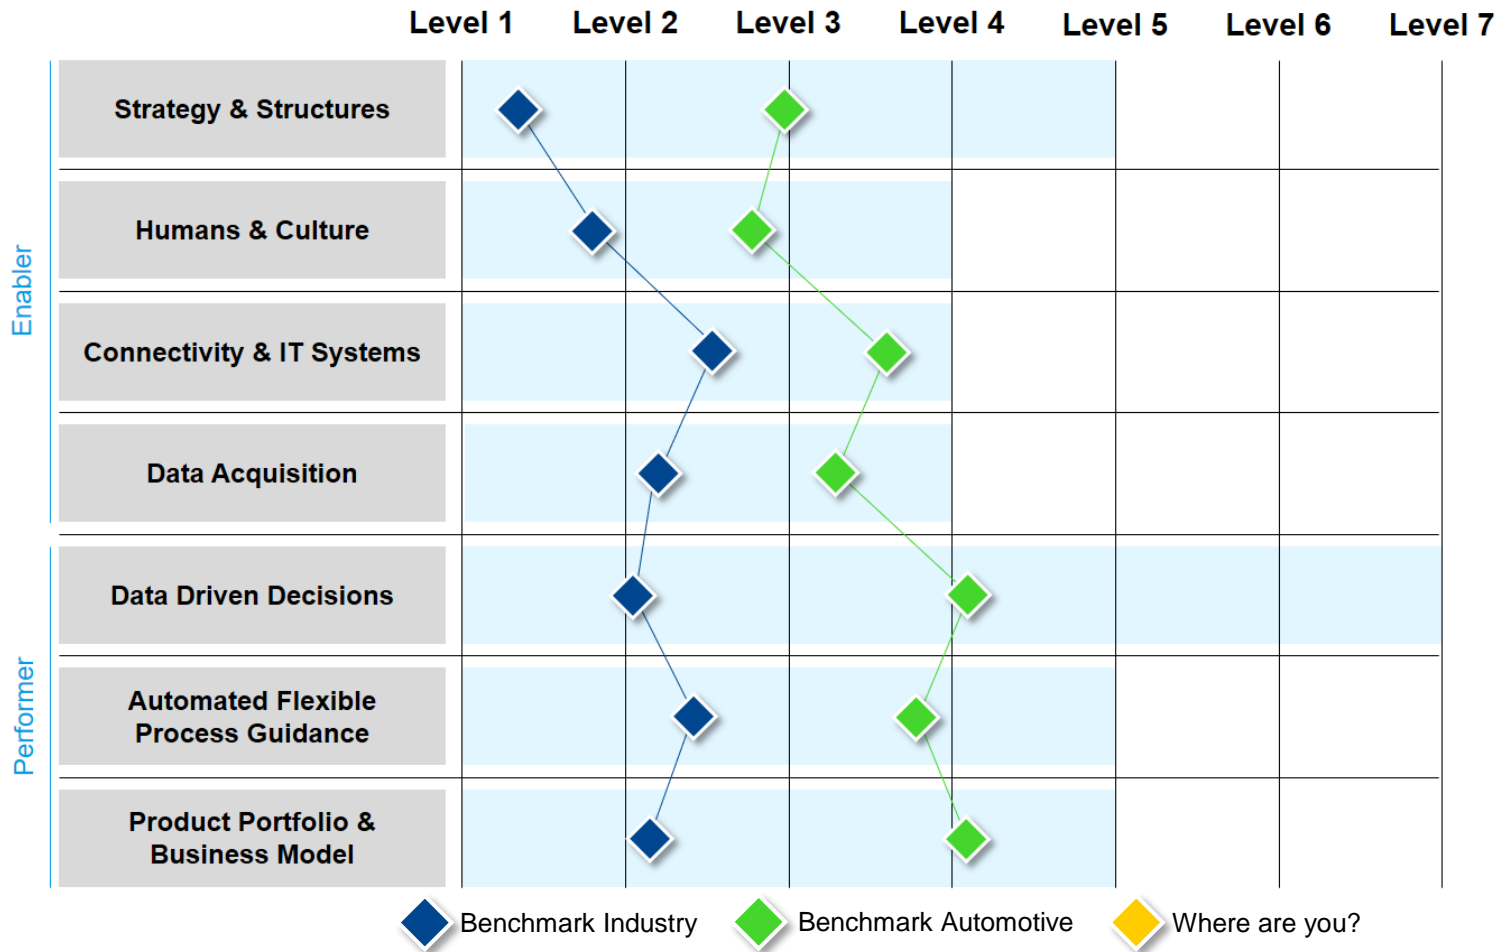 Level 1 Level 2 Level 3 Level 4 Level 5 Level 6 Level 7
Enabler
Strategy & Structures
Humans & Culture
Connectivity & IT Systems
Data Acquisition
Performer
Data Driven Decisions
Automated Flexible
Process Guidance
Product Portfolio &
Business Model
Benchmark Industry Benchmark Automotive Where are you?